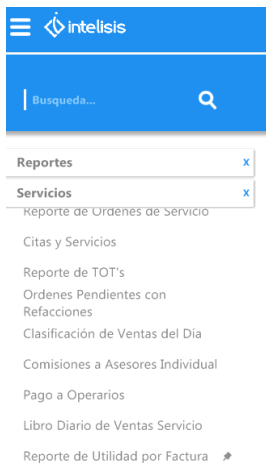 intelisis
Busqueda...
Reportes x
Servicios x
Reporte de Ordenes de Servicio
Citas y Servicios
Reporte de TOT's
Ordenes Pendientes con
Refacciones
Clasificación de Ventas del Día
Comisiones a Asesores Individual
Pago a Operarios
Libro Diario de Ventas Servicio
Reporte de Utilidad por Factura